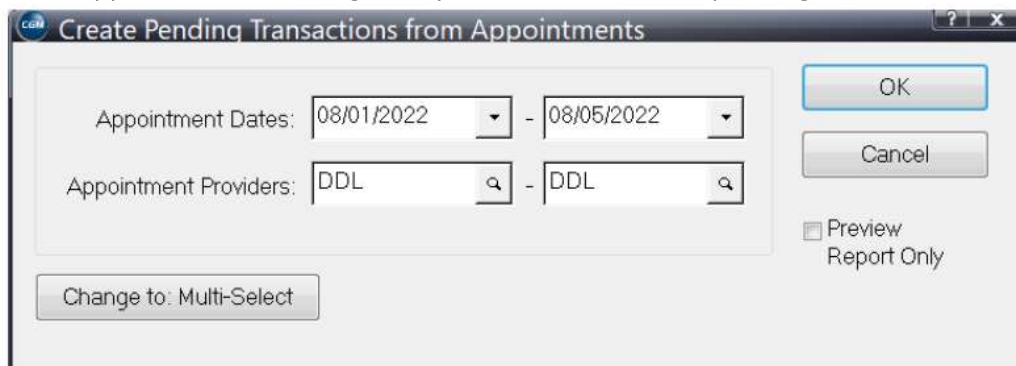 CGM
Create Pending Transactions from Appointments
? x
Appointment Dates: 08/01/2022 - 08/05/2022
OK
Cancel
Appointment Providers: DDL - DDL
Preview
Report Only
Change to: Multi-Select